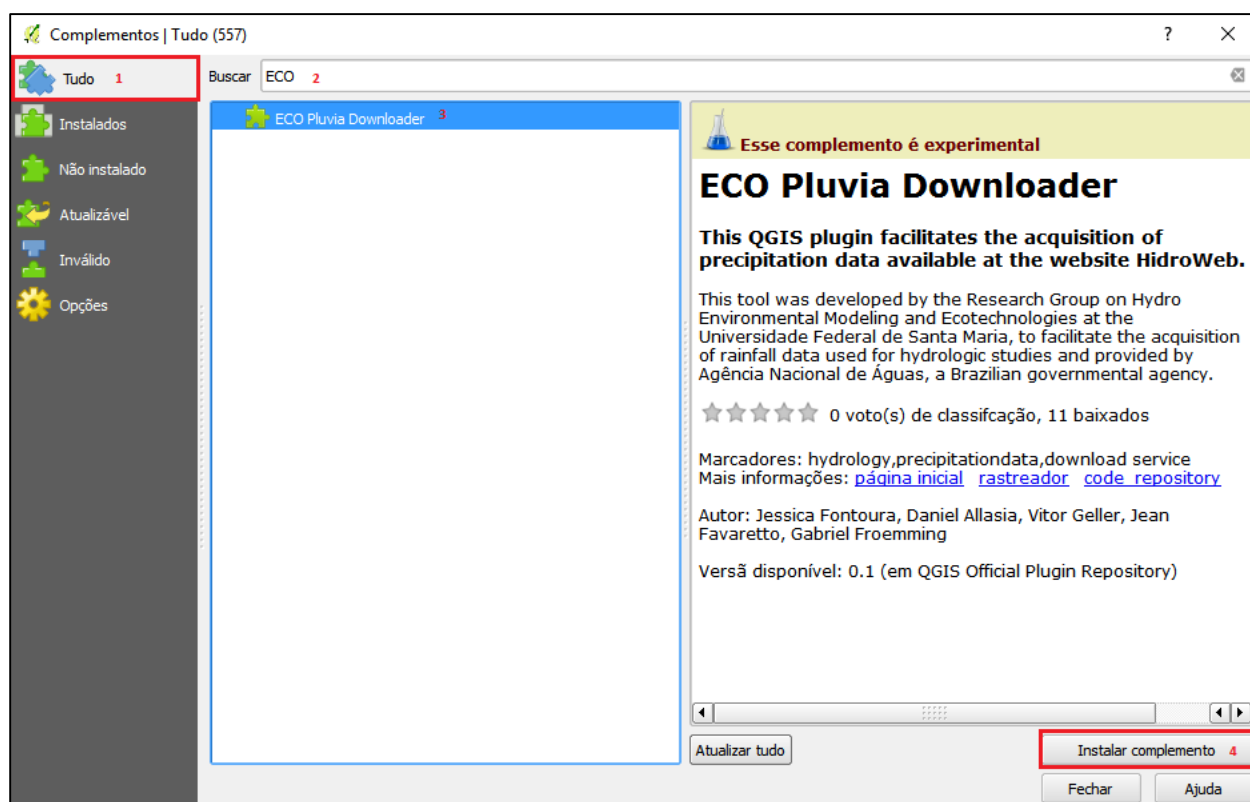 Complementos | Tudo (557)
?
Tudo 1
Instalados
Não instalado
Atualizável
Inválido
Opções
Buscar ECO 2
ECO Pluvia Downloader 3
Esse complemento é experimental
ECO Pluvia Downloader
This QGIS plugin facilitates the acquisition of
precipitation data available at the website HidroWeb.
This tool was developed by the Research Group on Hydro
Environmental Modeling and Ecotechnologies at the
Universidade Federal de Santa Maria, to facilitate the acquisition
of rainfall data used for hydrologic studies and provided by
Agência Nacional de Águas, a Brazilian governmental agency.
0 voto(s) de classifcação, 11 baixados
Marcadores: hydrology,precipitationdata,download service
Mais informações: página inicial rastreador code repository
Autor: Jessica Fontoura, Daniel Allasia, Vitor Geller, Jean
Favaretto, Gabriel Froemming
Versã disponível: 0.1 (em QGIS Official Plugin Repository)
Atualizar tudo
Instalar complemento 4
Fechar
Ajuda